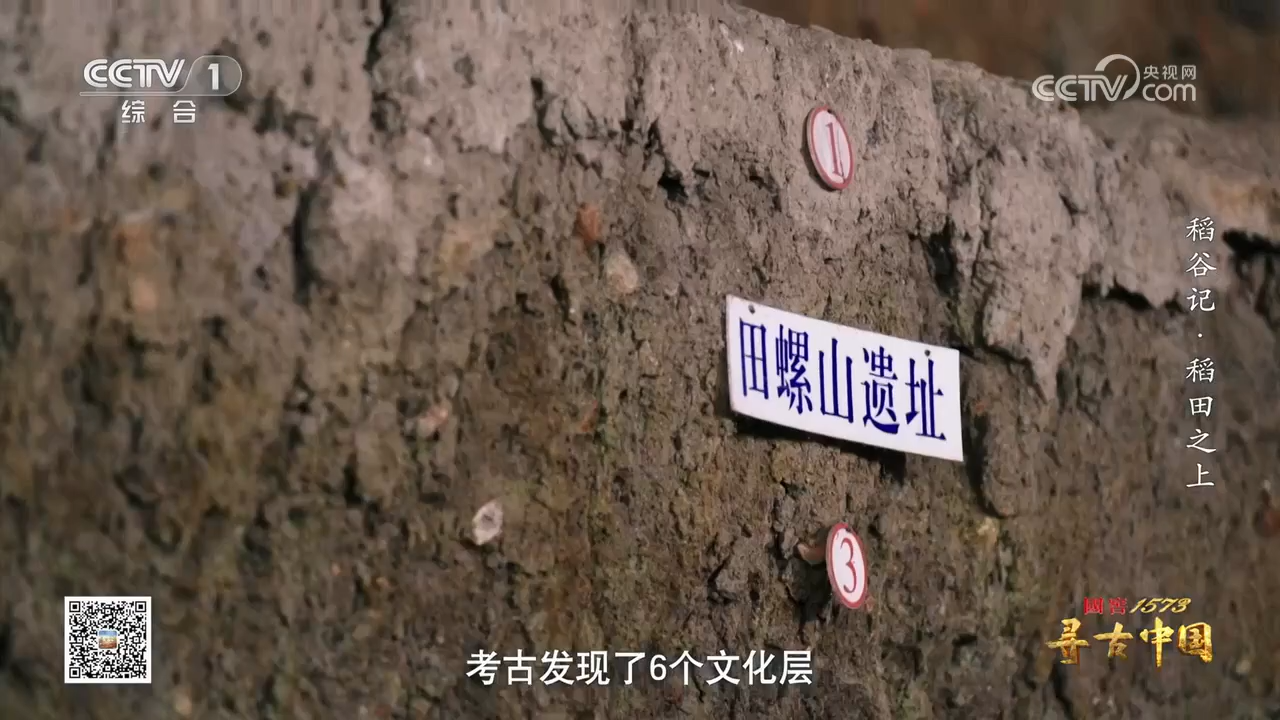 CCTV 1
综合
央视网
CCTV.com
1
稻谷记·稻田之上
田螺山遗址
3
國窖1573
寻古中国
考古发现了6个文化层